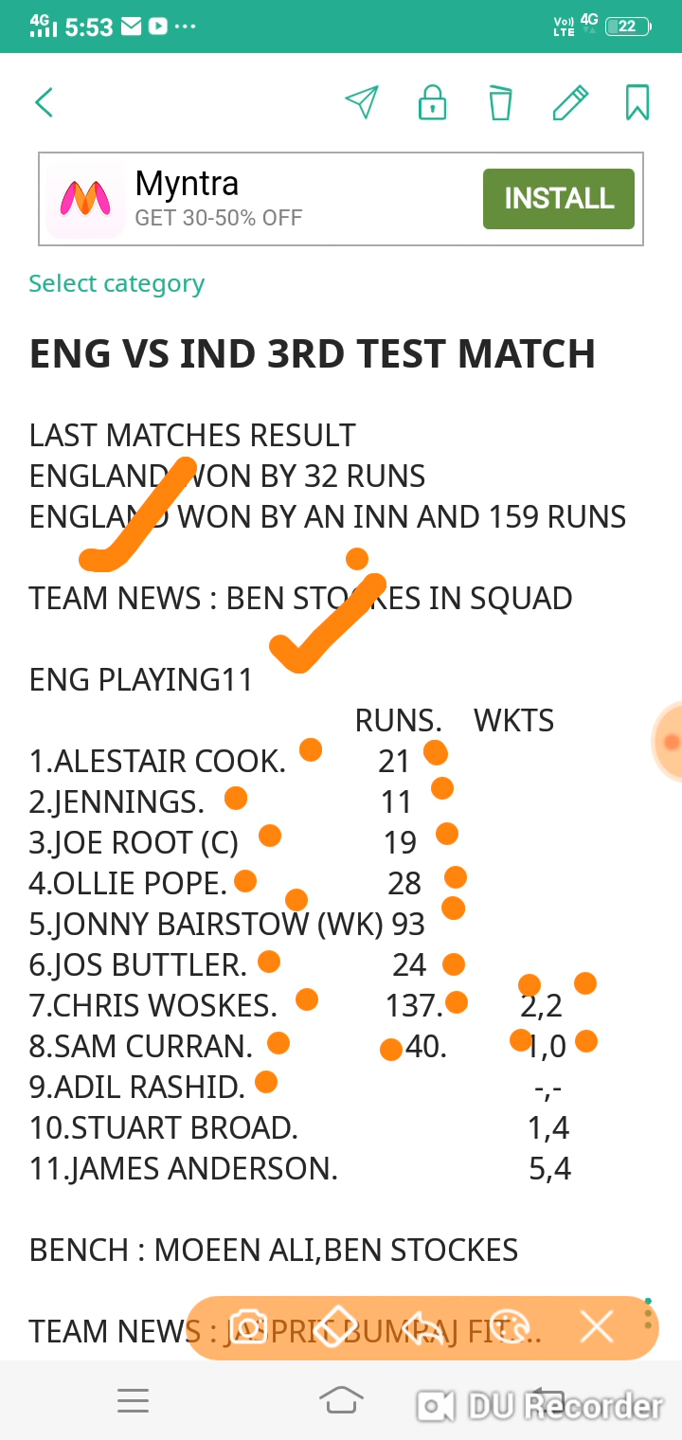 4G 5:53 Vo)) LTE 4G 22
Myntra
GET 30-50% OFF
INSTALL
Select category
ENG VS IND 3RD TEST MATCH
LAST MATCHES RESULT
ENGLAND WON BY 32 RUNS
ENGLAND WON BY AN INN AND 159 RUNS
TEAM NEWS : BEN STOCKES IN SQUAD
ENG PLAYING11
RUNS. WKTS
1.ALESTAIR COOK. 21
2.JENNINGS. 11
3.JOE ROOT (C) 19
4.OLLIE POPE. 28
5.JONNY BAIRSTOW (WK) 93
6.JOS BUTTLER. 24
7.CHRIS WOSKES. 137. 2,2
8.SAM CURRAN. 40. 1,0
9.ADIL RASHID. -,-
10.STUART BROAD. 1,4
11.JAMES ANDERSON. 5,4
BENCH : MOEEN ALI,BEN STOCKES
TEAM NEWS : JASPRIT BUMRAJ FIT....
DU Recorder